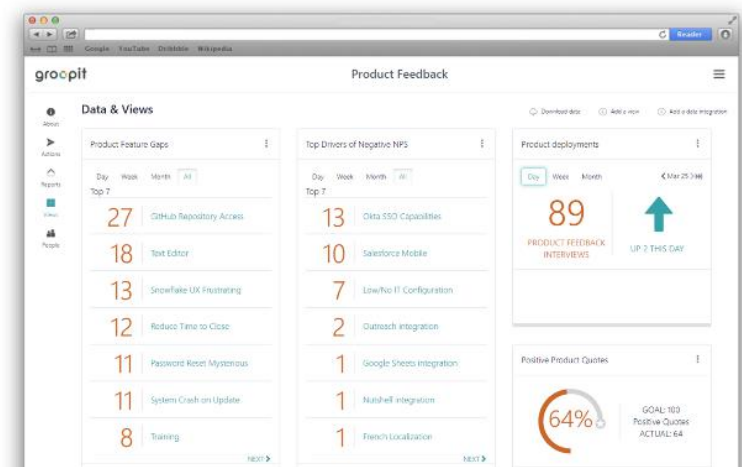 Reader
Google YouTube Dribbble Wikipedia
groopit
Product Feedback
Data & Views
Download data
Add a view
Add a data integration
About
Actions
Reports
Views
People
Product Feature Gaps
Day Week Month All
Top 7
27 GitHub Repository Access
18 Text Editor
13 Snowflake UX Frustrating
12 Reduce Time to Close
11 Password Reset Mysterious
11 System Crash on Update
8 Training
NEXT
Top Drivers of Negative NPS
Day Week Month All
Top 7
13 Okta SSO Capabilities
10 Salesforce Mobile
7 Low/No IT Configuration
2 Outreach integration
1 Google Sheets integration
1 Nutshell integration
1 French Localization
NEXT
Product deployments
Day Week Month
Mar 25
89
PRODUCT FEEDBACK
INTERVIEWS
UP 2 THIS DAY
Positive Product Quotes
64%
GOAL: 100
Positive Quotes
ACTUAL: 64